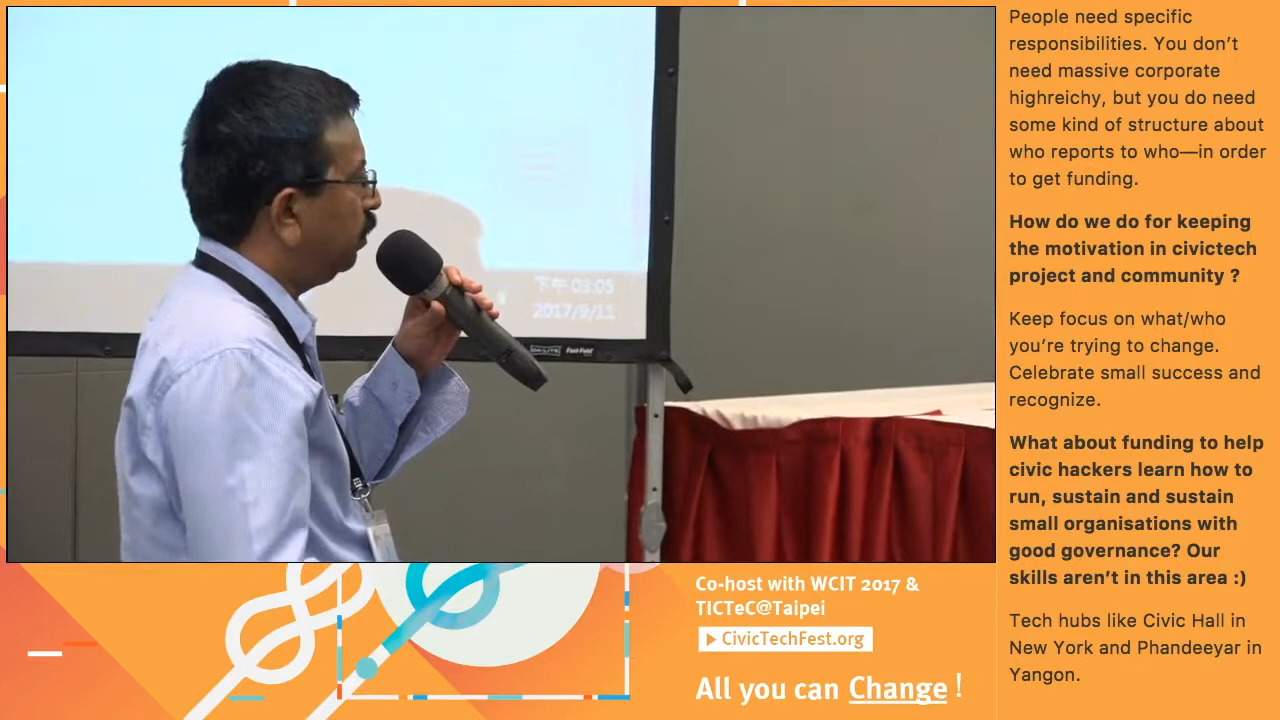 下午 03:05
2017/9/11
DA-LITE Fast-Fold
People need specific
responsibilities. You don’t
need massive corporate
highreichy, but you do need
some kind of structure about
who reports to who—in order
to get funding.
How do we do for keeping
the motivation in civictech
project and community ?
Keep focus on what/who
you’re trying to change.
Celebrate small success and
recognize.
What about funding to help
civic hackers learn how to
run, sustain and sustain
small organisations with
good governance? Our
skills aren’t in this area :)
Tech hubs like Civic Hall in
New York and Phandeeyar in
Yangon.
Co-host with WCIT 2017 &
TICTeC@Taipei
CivicTechFest.org
All you can Change !